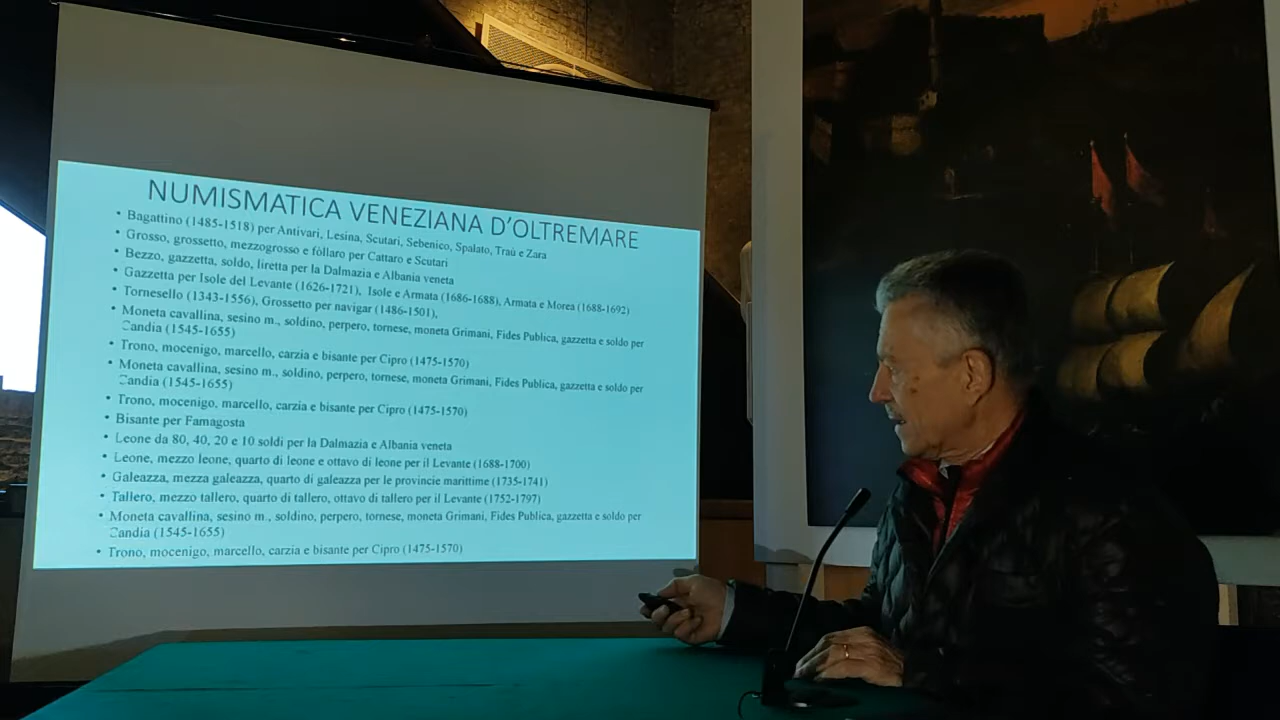 NUMISMATICA VENEZIANA D'OLTREMARE
• Bagattino (1485-1518) per Antivari, Lesina, Scutari, Sebenico, Spalato, Traù e Zara
• Grosso, grossetto, mezzogrosso e fòllaro per Cattaro e Scutari
• Bezzo, gazzetta, soldo, liretta per la Dalmazia e Albania veneta
• Gazzetta per Isole del Levante (1626-1721), Isole e Armata (1686-1688), Armata e Morea (1688-1692)
• Tornesello (1343-1556), Grossetto per navigar (1486-1501),
• Moneta cavallina, sesino m., soldino, perpero, tornese, moneta Grimani, Fides Publica, gazzetta e soldo per
Candia (1545-1655)
• Trono, mocenigo, marcello, carzia e bisante per Cipro (1475-1570)
• Moneta cavallina, sesino m., soldino, perpero, tornese, moneta Grimani, Fides Publica, gazzetta e soldo per
Candia (1545-1655)
• Trono, mocenigo, marcello, carzia e bisante per Cipro (1475-1570)
• Bisante per Famagosta
• Leone da 80, 40, 20 e 10 soldi per la Dalmazia e Albania veneta
• Leone, mezzo leone, quarto di leone e ottavo di leone per il Levante (1688-1700)
• Galeazza, mezza galeazza, quarto di galeazza per le provincie marittime (1735-1741)
• Tallero, mezzo tallero, quarto di tallero, ottavo di tallero per il Levante (1752-1797)
• Moneta cavallina, sesino m., soldino, perpero, tornese, moneta Grimani, Fides Publica, gazzetta e soldo per
Candia (1545-1655)
• Trono, mocenigo, marcello, carzia e bisante per Cipro (1475-1570)